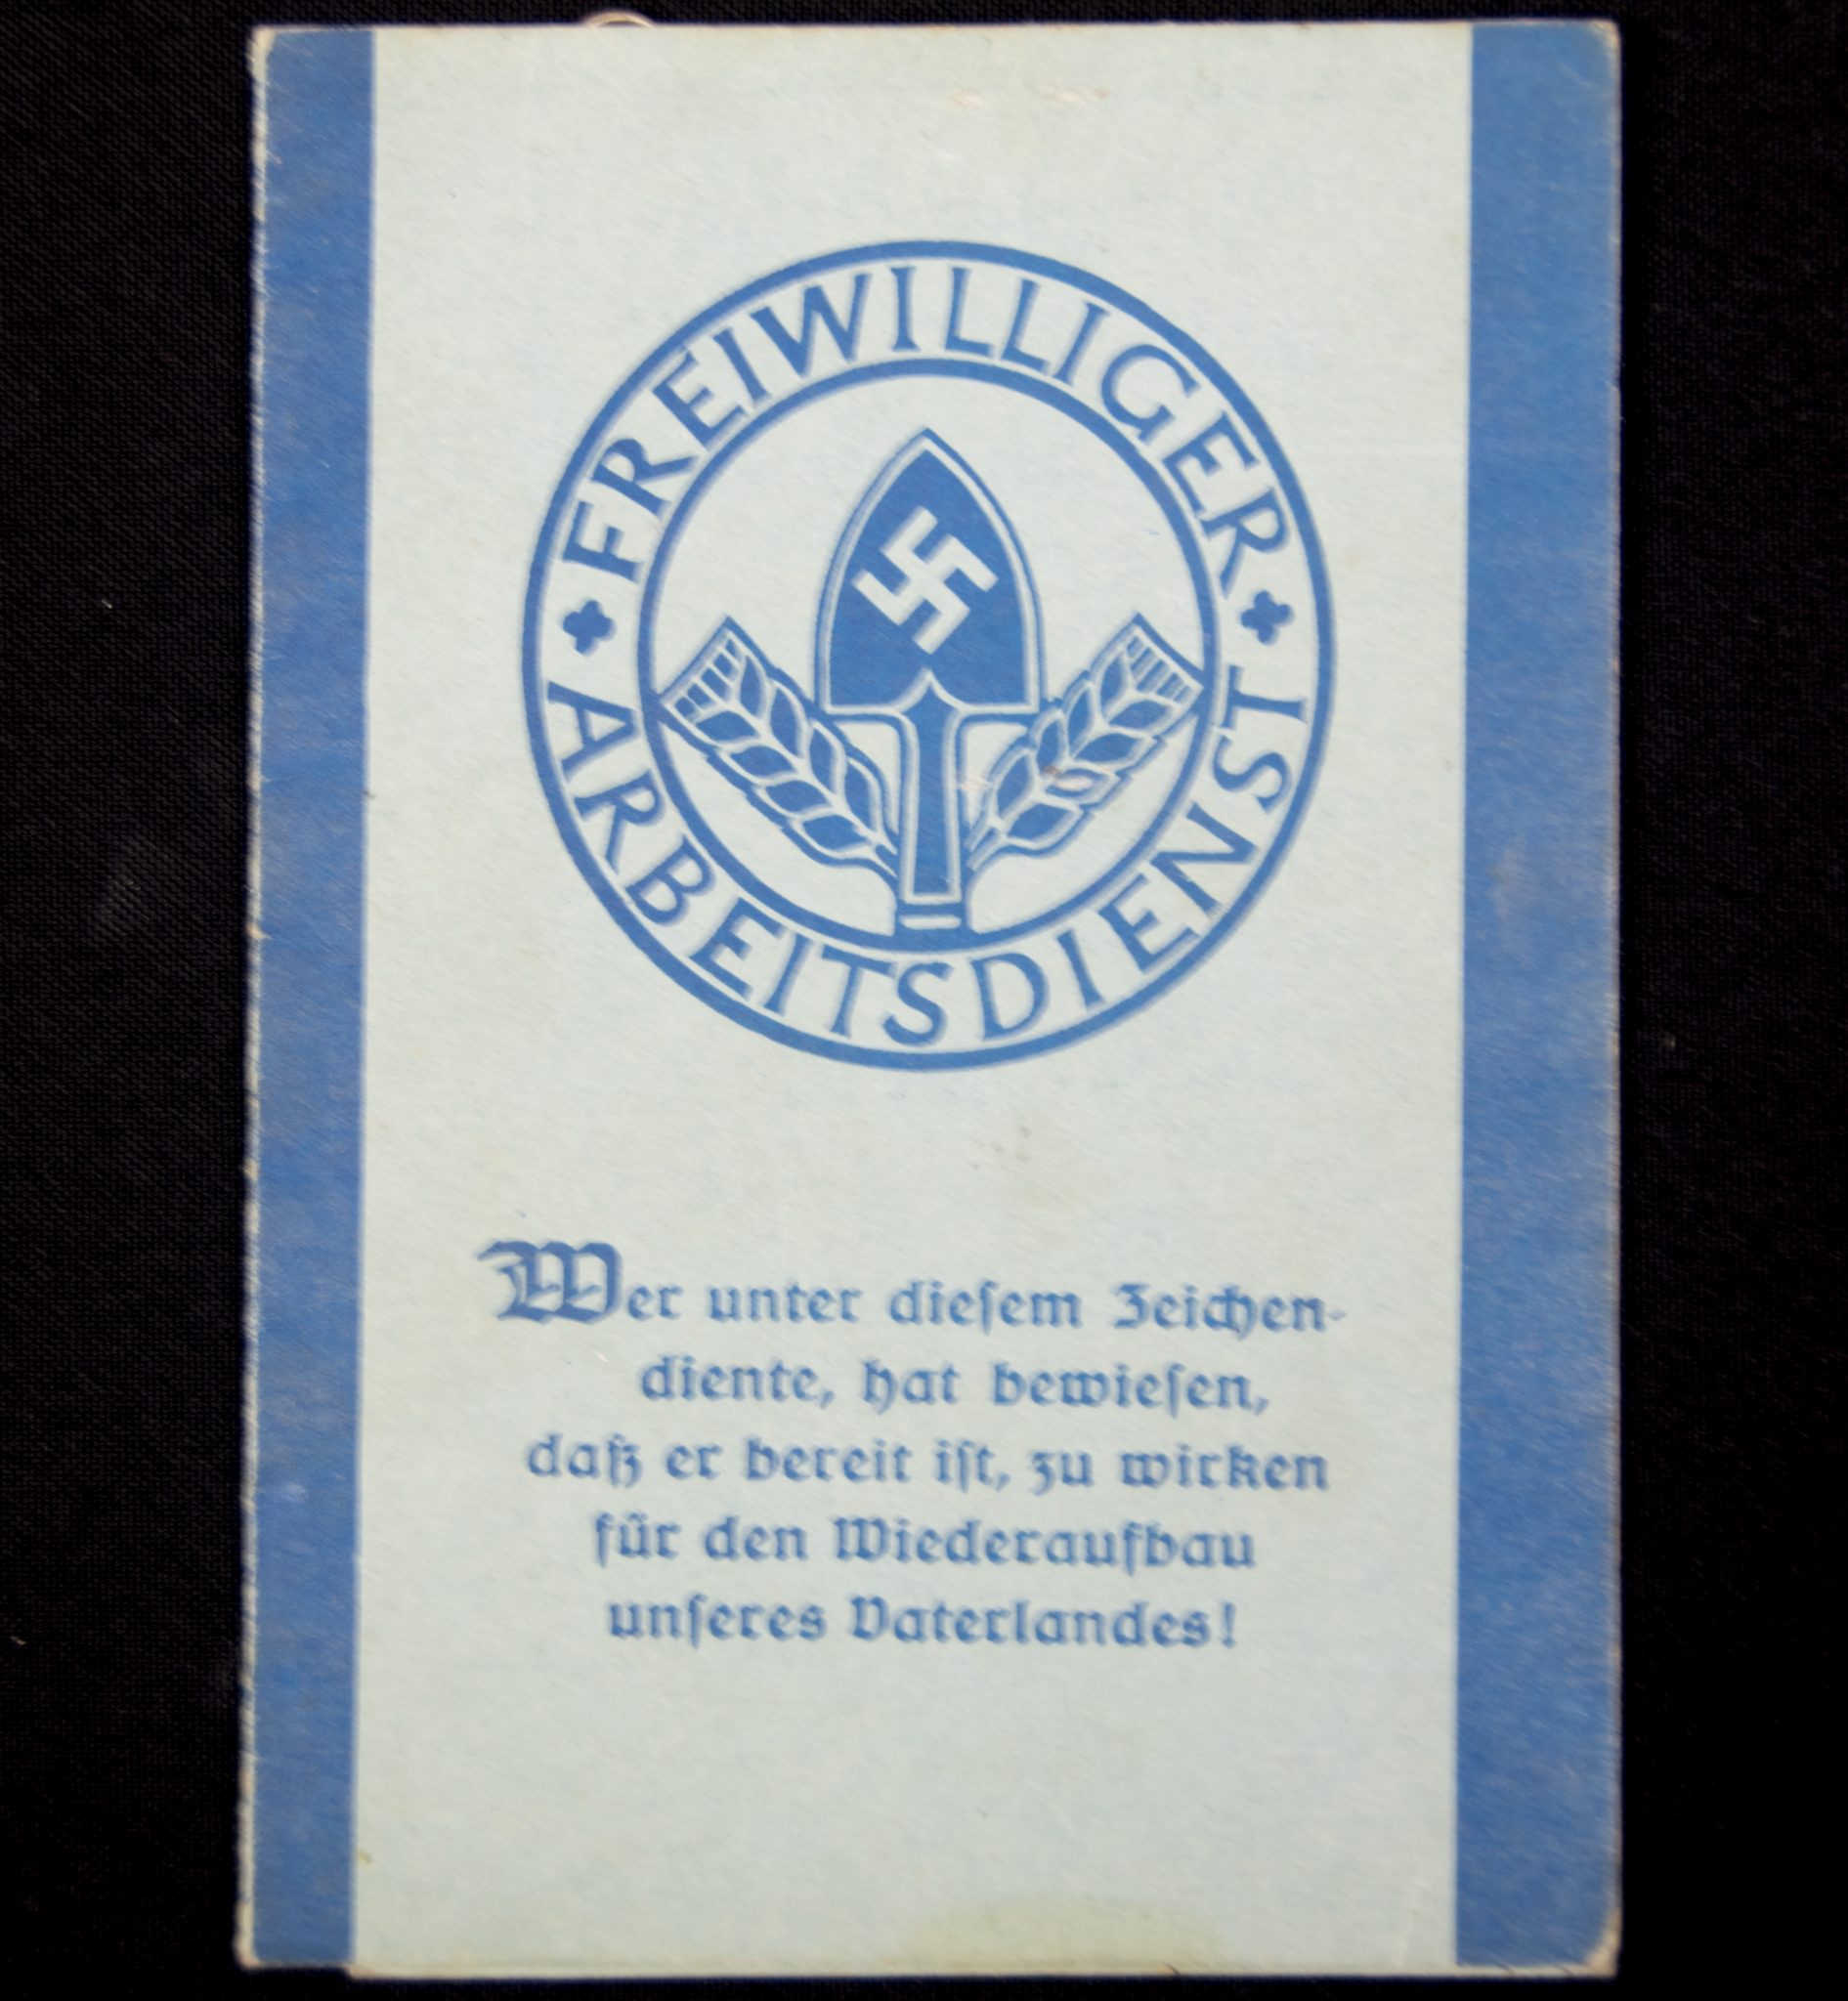 FREIWILLIGER
ARBEITSDIENST
Wer unter diesem Zeichen
diente, hat bewiesen,
daß er bereit ist, zu wirken
für den Wiederaufbau
unseres Vaterlandes!